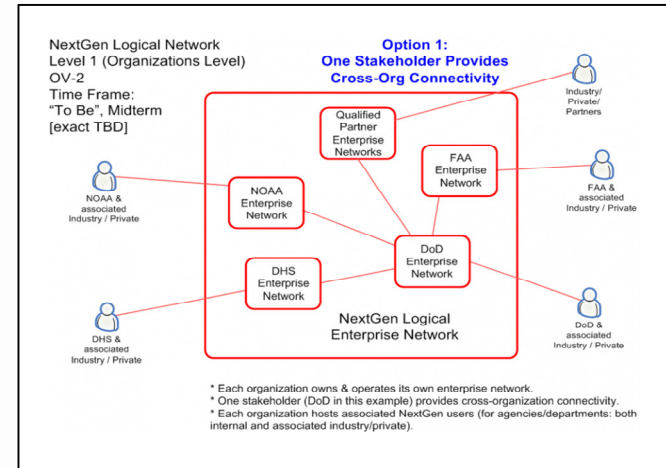 NextGen Logical Network
Level 1 (Organizations Level)
OV-2
Time Frame:
"To Be", Midterm
[exact TBD]
Option 1:
One Stakeholder Provides
Cross-Org Connectivity
Industry/
Private/
Partners
Qualified
Partner
Enterprise
Networks
FAA
Enterprise
Network
FAA &
associated
Industry / Private
NOAA &
associated
Industry / Private
NOAA
Enterprise
Network
DoD
Enterprise
Network
DHS
Enterprise
Network
NextGen Logical
Enterprise Network
DHS &
associated
Industry / Private
DoD &
associated
Industry / Private
* Each organization owns & operates its own enterprise network.
* One stakeholder (DoD in this example) provides cross-organization connectivity.
* Each organization hosts associated NextGen users (for agencies/departments: both
internal and associated industry/private).